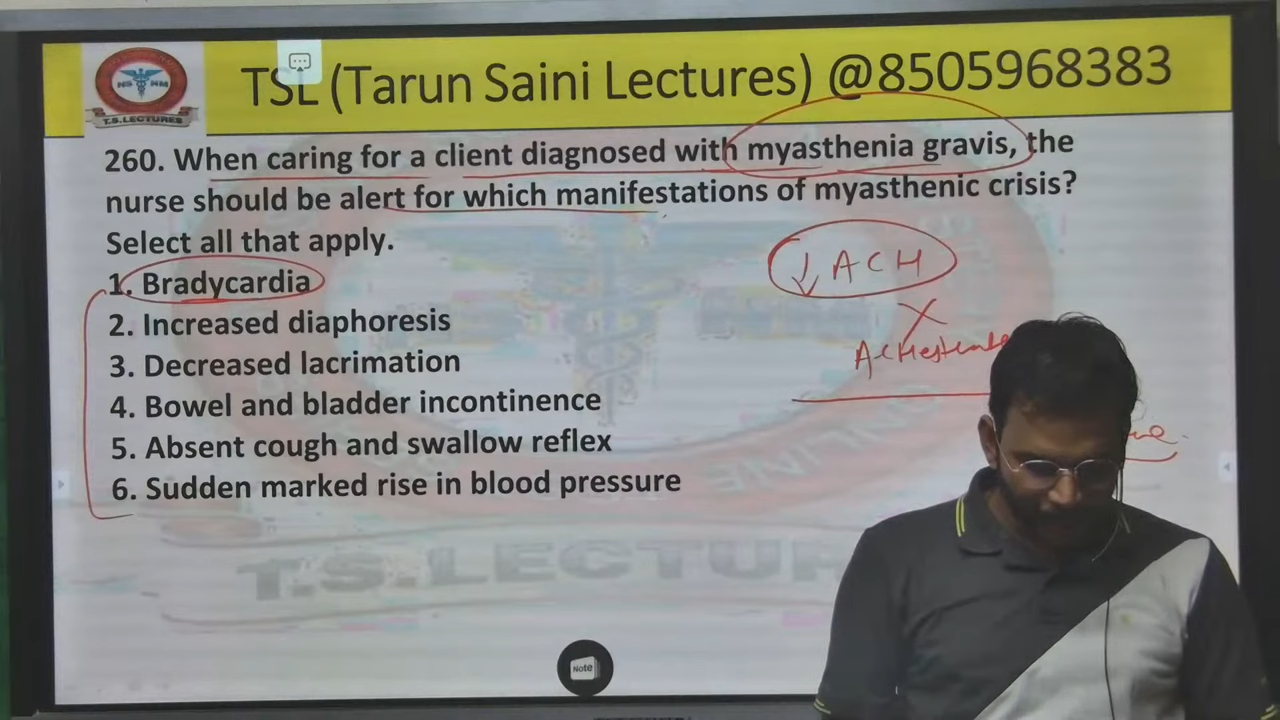 TSL (Tarun Saini Lectures) @8505968383
NS NM
T.S.LECTURES
260. When caring for a client diagnosed with myasthenia gravis, the
nurse should be alert for which manifestations of myasthenic crisis?
Select all that apply.
1. Bradycardia
2. Increased diaphoresis
3. Decreased lacrimation
4. Bowel and bladder incontinence
5. Absent cough and swallow reflex
6. Sudden marked rise in blood pressure
↓ ACH
T.S.LECTUR
Note